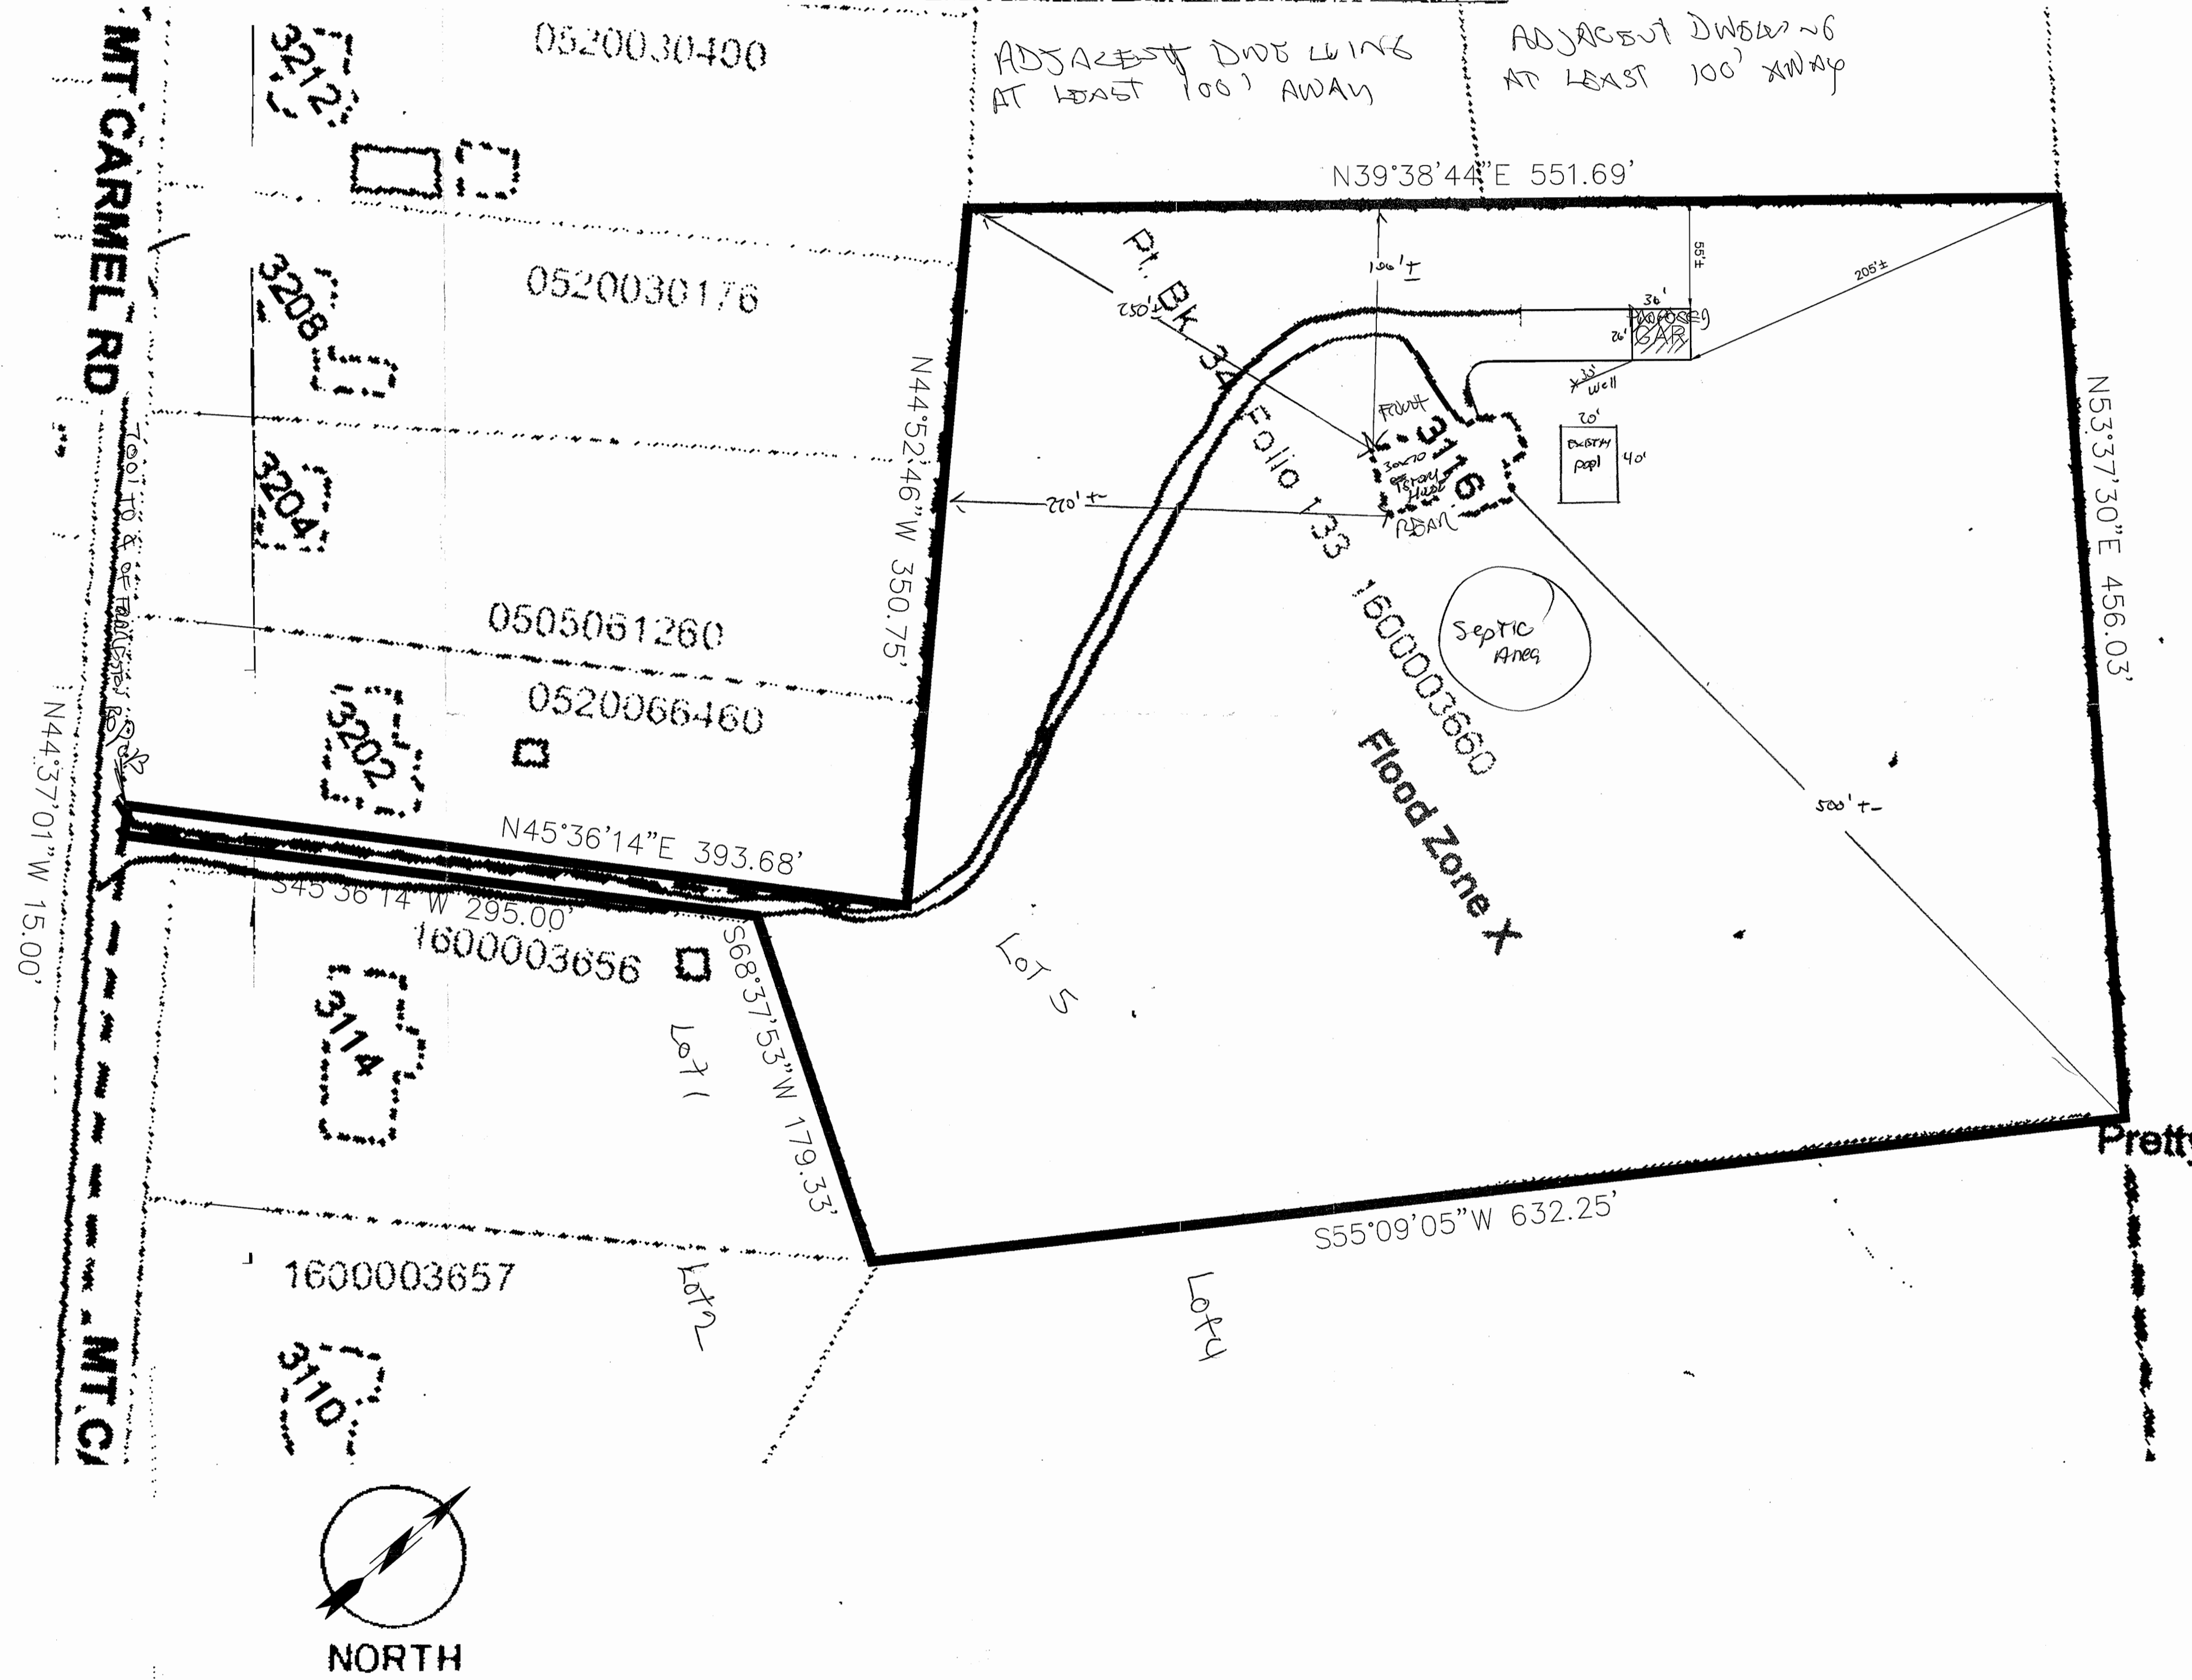 MT CARMEL RD
3212
0520030400
ADJACENT DWELLING
AT LEAST 100' AWAY
ADJACENT DWELLING
AT LEAST 100' AWAY
N39°38'44"E 551.69'
3208
0520030176
N44°52'46"W 350.75'
3204
0505061260
0520066460
3202
N45°36'14"E 393.68'
S45°36'14"W 295.00'
N44°37'01"W 15.00'
1600003656
3114
LOT 1
S68°37'53"W 179.33'
1600003657
LOT 2
3110
MT.CA
Pt. Bk. 34 Folio 133 1600003660
250'±
100'±
55'±
205'±
36'
26'
PROPOSED
GAR
35'
Well
FRONT
3116
REAR
220' +-
20'
EXISTING
pool
40'
Septic
Area
Flood Zone X
500' +-
N53°37'30"E 456.03'
LOT 5
Pretty
S55°09'05"W 632.25'
Lot 4
NORTH